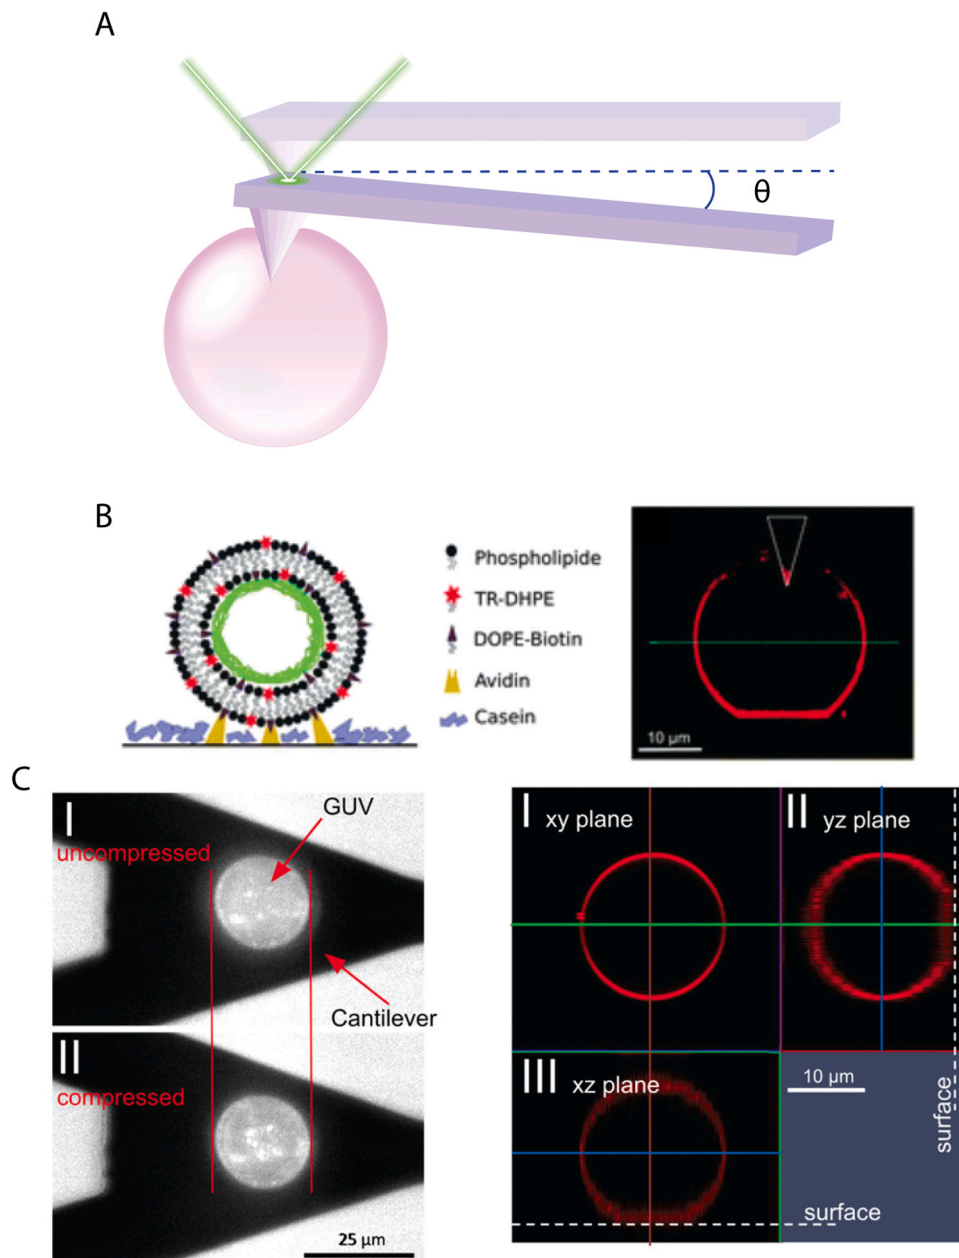 A
θ
B
Phospholipide
TR-DHPE
DOPE-Biotin
Avidin
Casein
10 µm
C
I
uncompressed
GUV
Cantilever
II
compressed
25 µm
I xy plane
II yz plane
III xz plane
10 µm
surface
surface